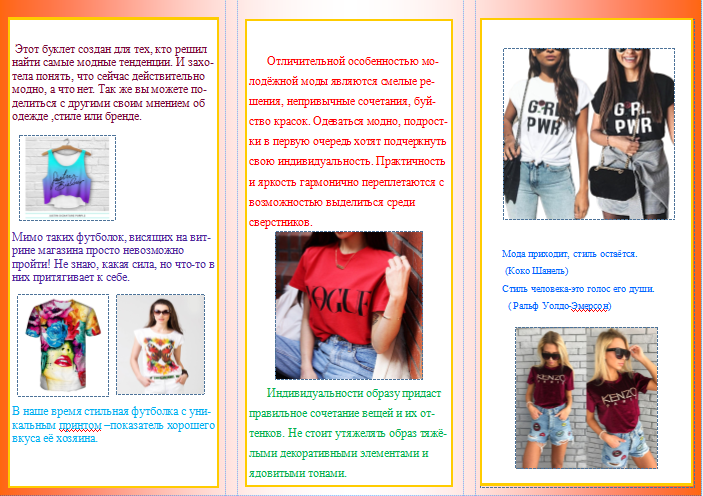 Этот буклет создан для тех, кто решил
найти самые модные тенденции. И захо-
тела понять, что сейчас действительно
модно, а что нет. Так же вы можете по-
делиться с другими своим мнением об
одежде ,стиле или бренде.
Мимо таких футболок, висящих на вит-
рине магазина просто невозможно
пройти! Не знаю, какая сила, но что-то в
них притягивает к себе.
В наше время стильная футболка с уни-
кальным принтом –показатель хорошего
вкуса её хозяина.
Отличительной особенностью мо-
лодёжной моды являются смелые ре-
шения, непривычные сочетания, буй-
ство красок. Одеваться модно, подрост-
ки в первую очередь хотят подчеркнуть
свою индивидуальность. Практичность
и яркость гармонично переплетаются с
возможностью выделиться среди
сверстников.
VOGUE
Индивидуальности образу придаст
правильное сочетание вещей и их от-
тенков. Не стоит утяжелять образ тяжё-
лыми декоративными элементами и
ядовитыми тонами.
GIRL
PWR
GIRL
PWR
Мода приходит, стиль остаётся.
(Коко Шанель)
Стиль человека-это голос его души.
( Ральф Уолдо-Эмерсон)
KENZO
KENZO